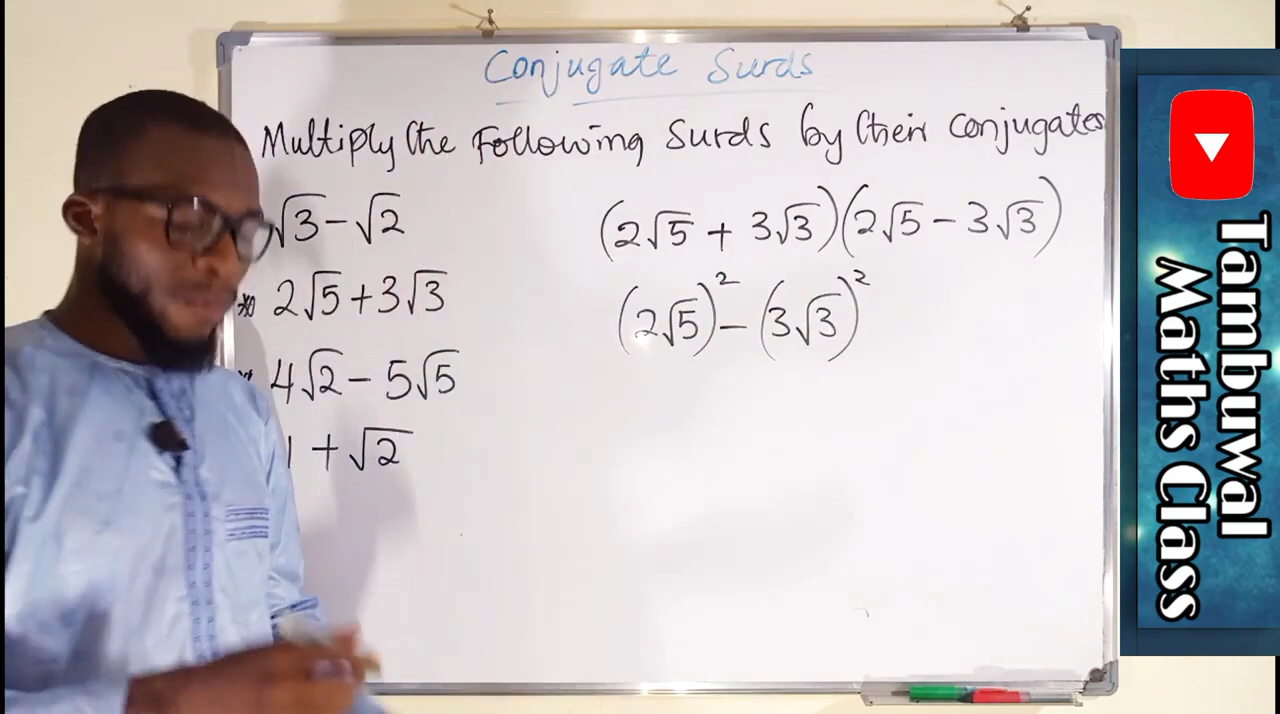 Conjugate Surds
Multiply the Following Surds by their conjugates
√3 - √2
2√5 + 3√3
4√2 - 5√5
1 + √2
(2√5 + 3√3)(2√5 - 3√3)
(2√5)² - (3√3)²
Tambuwal
Maths Class